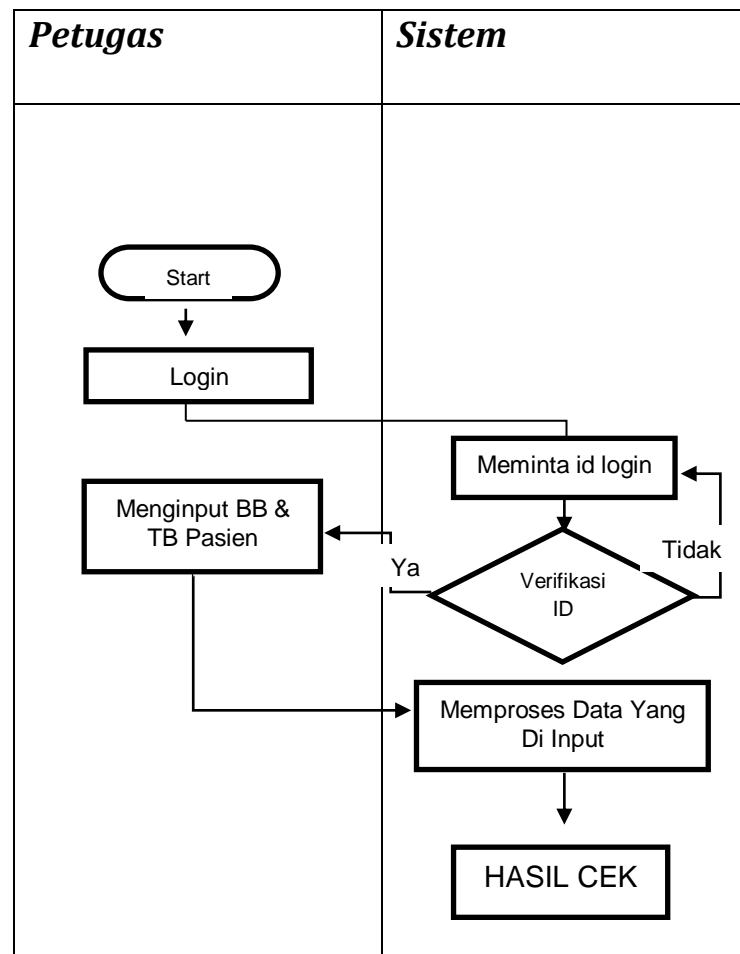 Petugas
Sistem
Start
Login
Meminta id login
Menginput BB &
TB Pasien
Ya
Tidak
Verifikasi
ID
Memproses Data Yang
Di Input
HASIL CEK